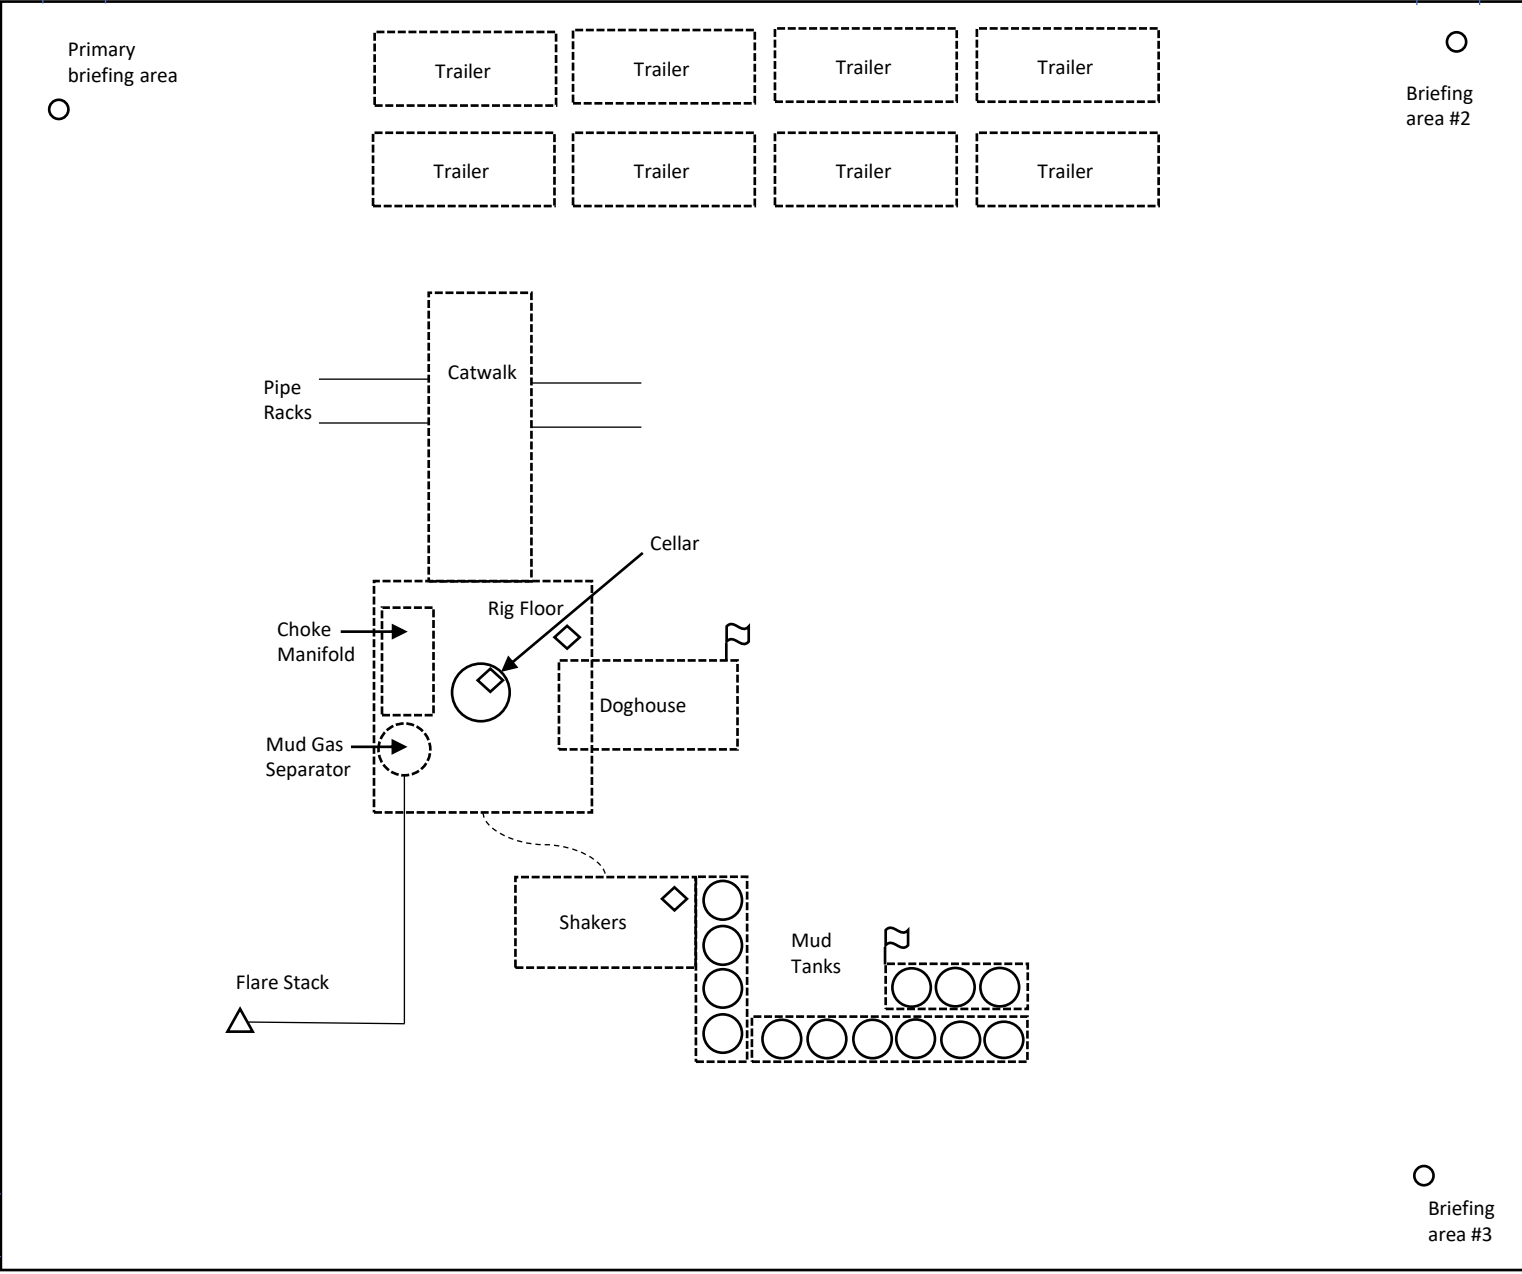 Primary
briefing area
Trailer
Trailer
Trailer
Trailer
Briefing
area #2
Trailer
Trailer
Trailer
Trailer
Catwalk
Pipe
Racks
Cellar
Rig Floor
Choke
Manifold
Doghouse
Mud Gas
Separator
Shakers
Mud
Tanks
Flare Stack
Briefing
area #3